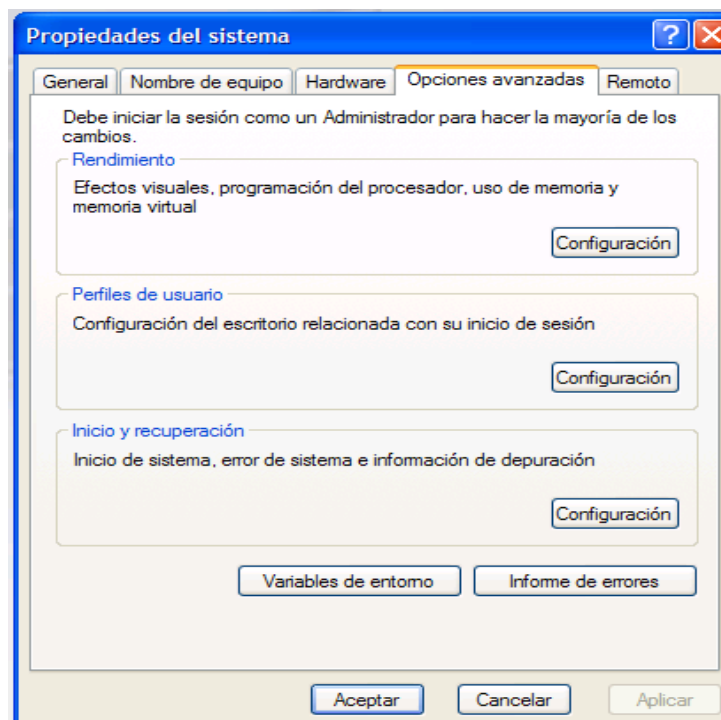 Propiedades del sistema
General Nombre de equipo Hardware Opciones avanzadas Remoto
Debe iniciar la sesión como un Administrador para hacer la mayoría de los
cambios.
Rendimiento
Efectos visuales, programación del procesador, uso de memoria y
memoria virtual
Configuración
Perfiles de usuario
Configuración del escritorio relacionada con su inicio de sesión
Configuración
Inicio y recuperación
Inicio de sistema, error de sistema e información de depuración
Configuración
Variables de entorno Informe de errores
Aceptar Cancelar Aplicar